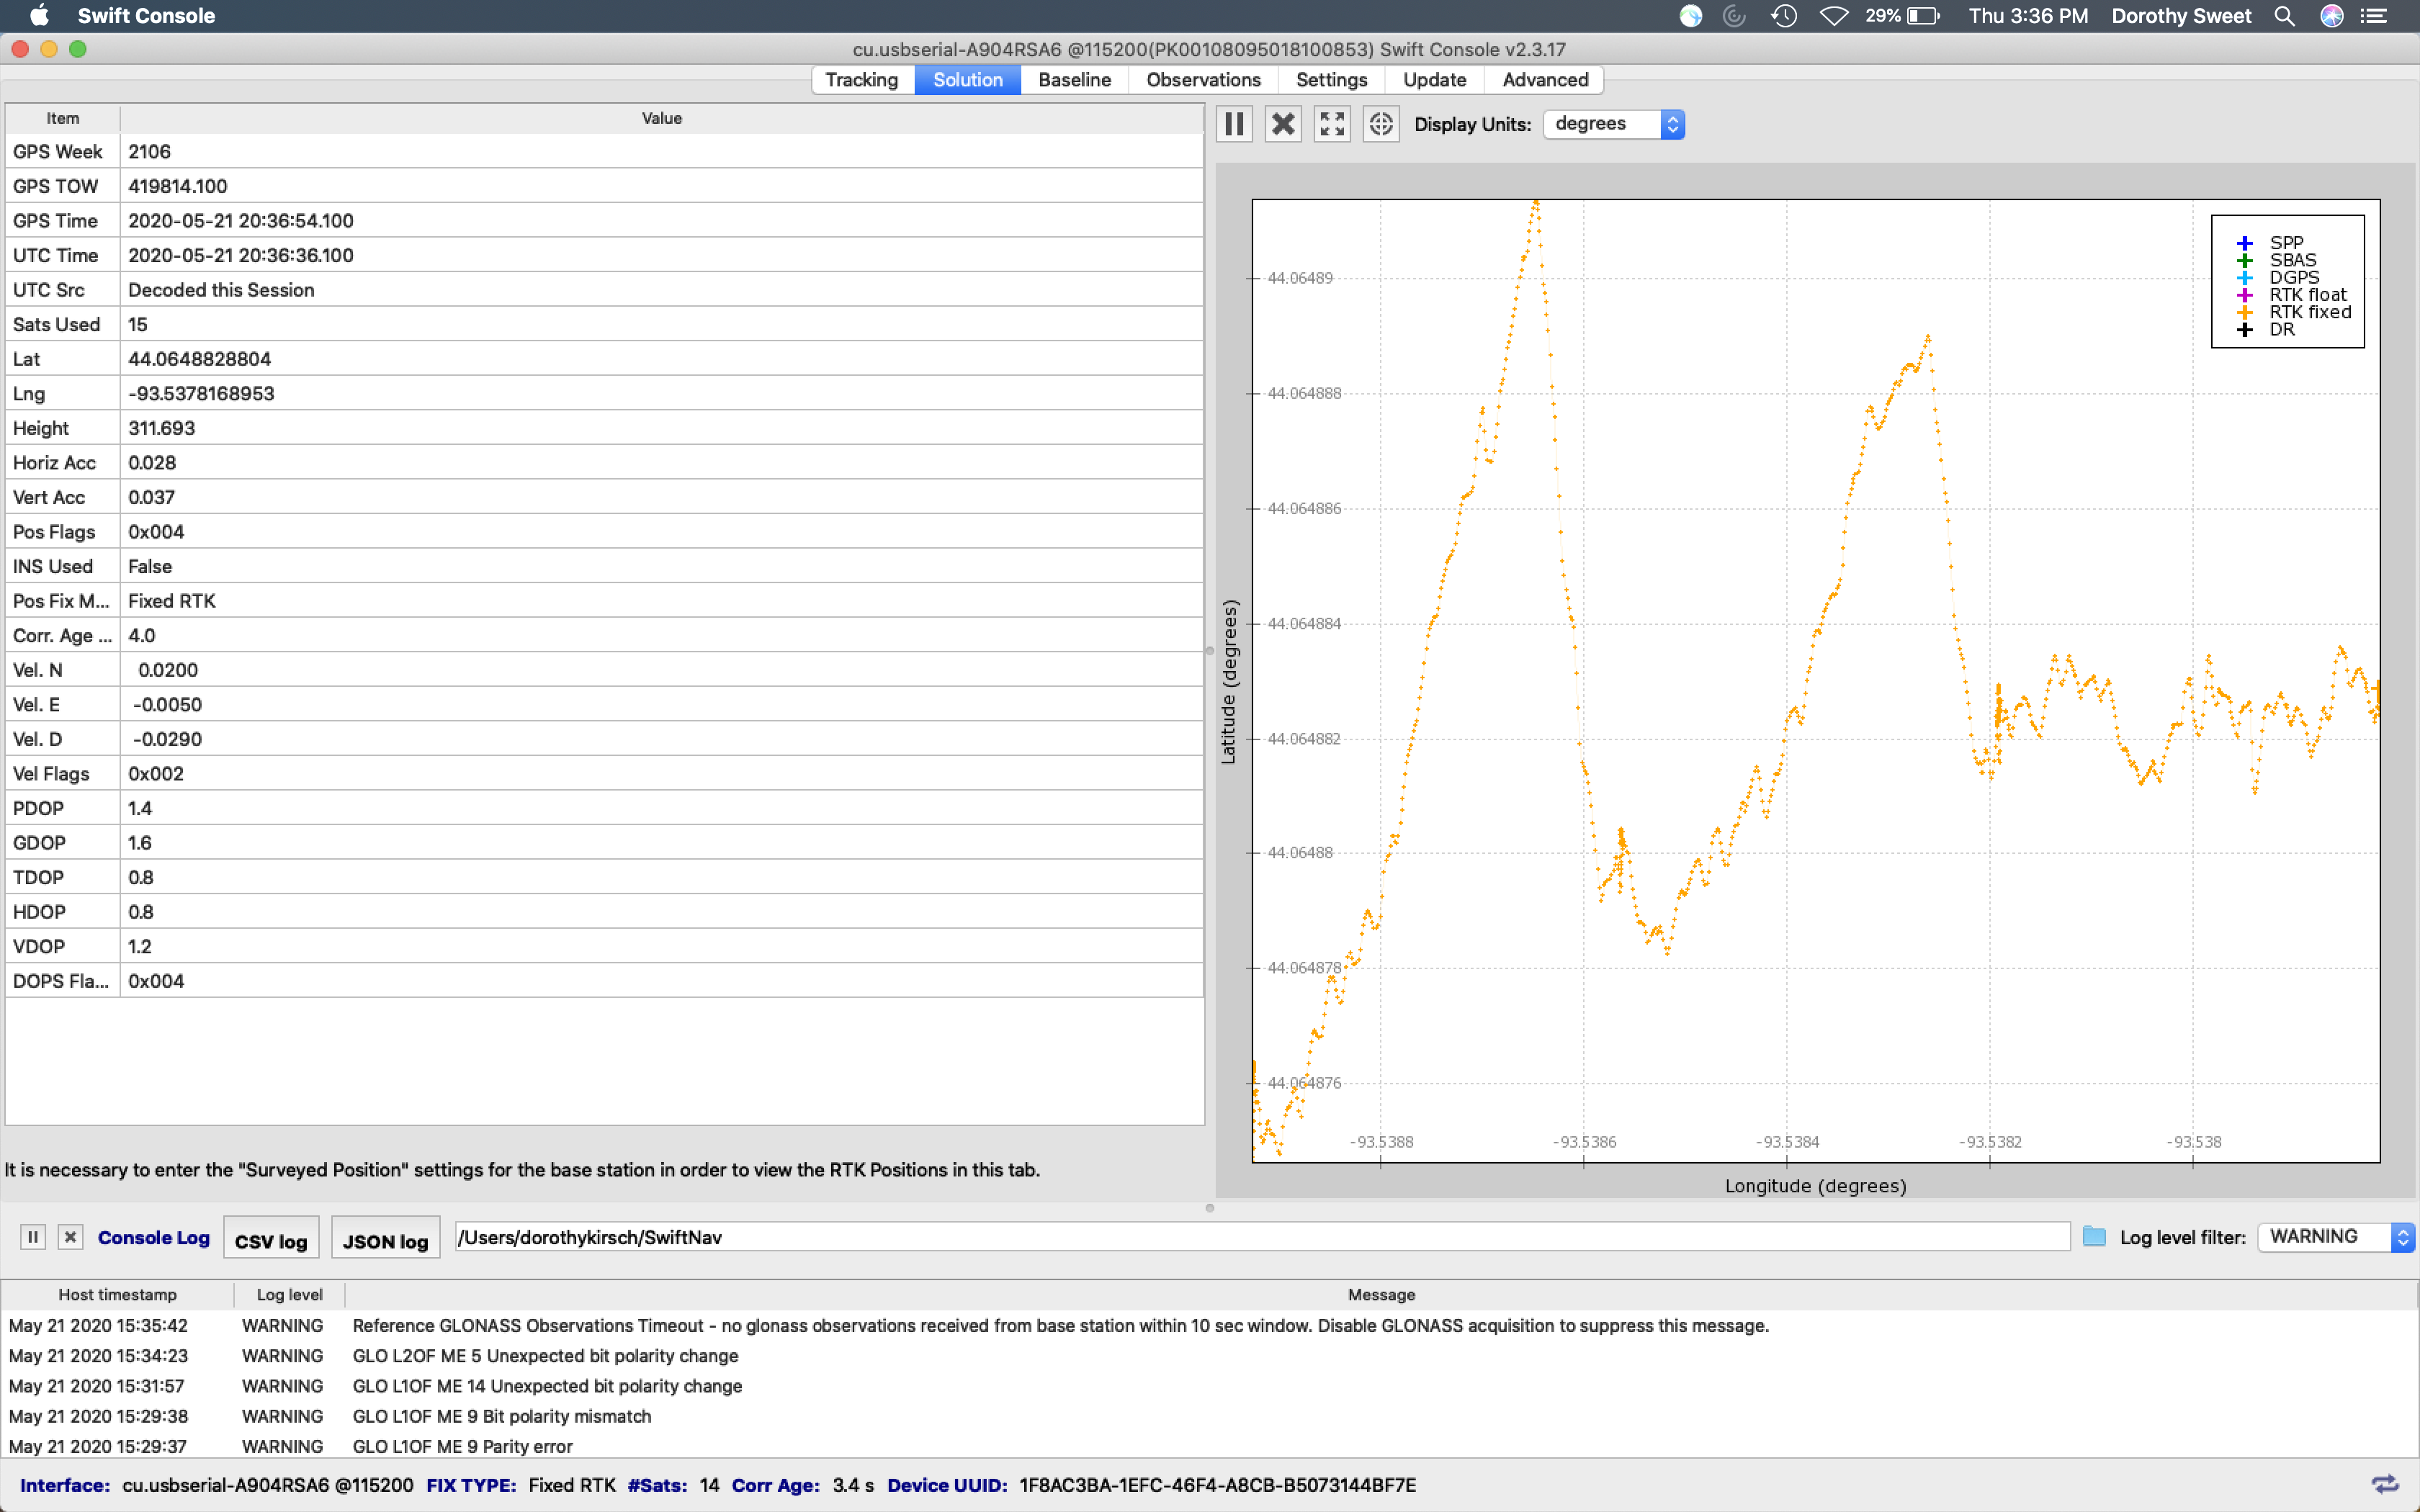 Swift Console 29% Thu 3:36 PM Dorothy Sweet
cu.usbserial-A904RSA6 @115200(PK00108095018100853) Swift Console v2.3.17
Tracking Solution Baseline Observations Settings Update Advanced
Item Value
GPS Week 2106
GPS TOW 419814.100
GPS Time 2020-05-21 20:36:54.100
UTC Time 2020-05-21 20:36:36.100
UTC Src Decoded this Session
Sats Used 15
Lat 44.0648828804
Lng -93.5378168953
Height 311.693
Horiz Acc 0.028
Vert Acc 0.037
Pos Flags 0x004
INS Used False
Pos Fix M... Fixed RTK
Corr. Age ... 4.0
Vel. N 0.0200
Vel. E -0.0050
Vel. D -0.0290
Vel Flags 0x002
PDOP 1.4
GDOP 1.6
TDOP 0.8
HDOP 0.8
VDOP 1.2
DOPS Fla... 0x004
It is necessary to enter the "Surveyed Position" settings for the base station in order to view the RTK Positions in this tab.
Display Units: degrees
SPP
SBAS
DGPS
RTK float
RTK fixed
DR
Latitude (degrees)
44.06489
44.064888
44.064886
44.064884
44.064882
44.06488
44.064878
44.064876
-93.5388 -93.5386 -93.5384 -93.5382 -93.538
Longitude (degrees)
Console Log CSV log JSON log /Users/dorothykirsch/SwiftNav Log level filter: WARNING
Host timestamp Log level Message
May 21 2020 15:35:42 WARNING Reference GLONASS Observations Timeout - no glonass observations received from base station within 10 sec window. Disable GLONASS acquisition to suppress this message.
May 21 2020 15:34:23 WARNING GLO L2OF ME 5 Unexpected bit polarity change
May 21 2020 15:31:57 WARNING GLO L1OF ME 14 Unexpected bit polarity change
May 21 2020 15:29:38 WARNING GLO L1OF ME 9 Bit polarity mismatch
May 21 2020 15:29:37 WARNING GLO L1OF ME 9 Parity error
Interface: cu.usbserial-A904RSA6 @115200 FIX TYPE: Fixed RTK #Sats: 14 Corr Age: 3.4 s Device UUID: 1F8AC3BA-1EFC-46F4-A8CB-B5073144BF7E